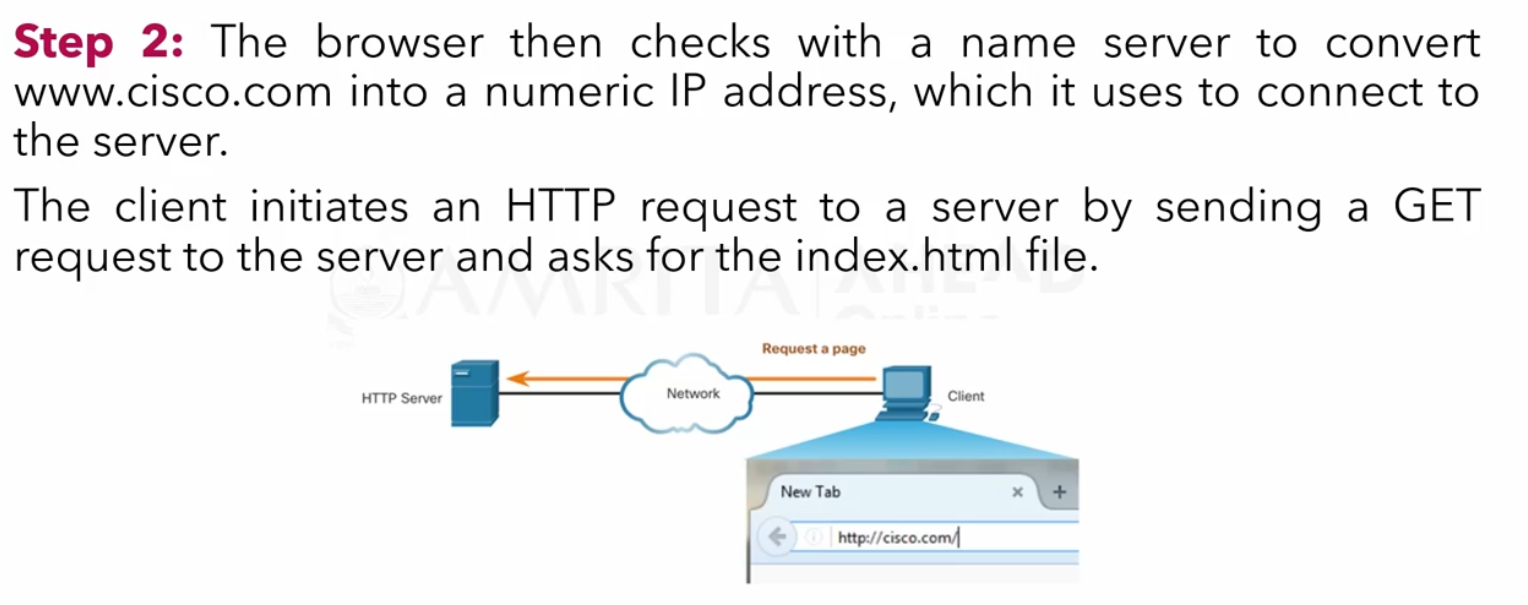 Step 2: The browser then checks with a name server to convert
www.cisco.com into a numeric IP address, which it uses to connect to
the server.
The client initiates an HTTP request to a server by sending a GET
request to the server and asks for the index.html file.
AMRITA | AHEAD
Online
Request a page
HTTP Server
Network
Client
New Tab
http://cisco.com/